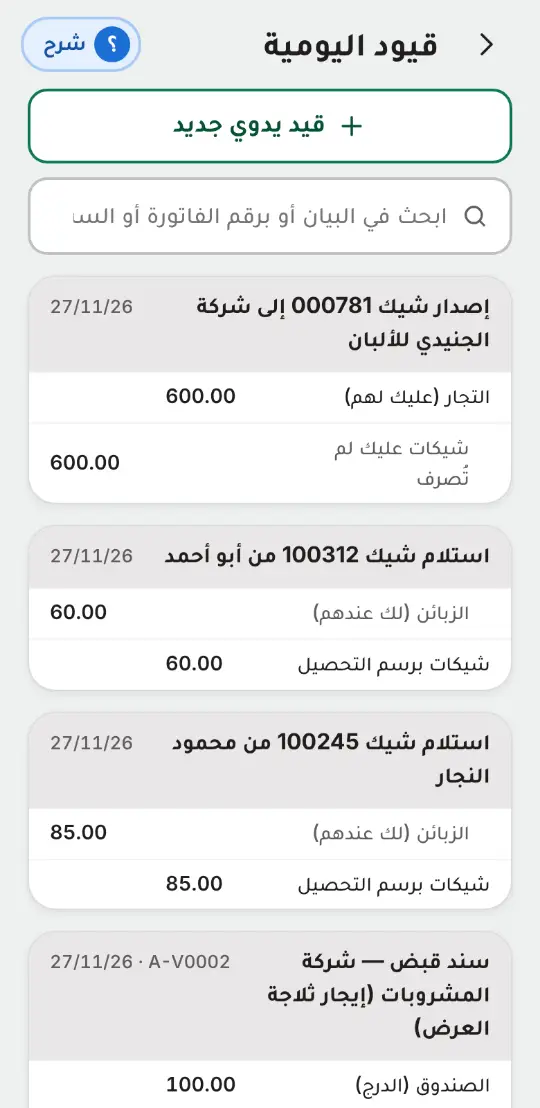 قيود اليومية
؟ شرح
+ قيد يدوي جديد
ابحث في البيان أو برقم الفاتورة أو الس
إصدار شيك 000781 إلى شركة 27/11/26
الجنيدي للألبان
التجار (عليك لهم) 600.00
شيكات عليك لم
تُصرف
600.00
استلام شيك 100312 من أبو أحمد 27/11/26
الزبائن (لك عندهم) 60.00
شيكات برسم التحصيل 60.00
استلام شيك 100245 من محمود 27/11/26
النجار
الزبائن (لك عندهم) 85.00
شيكات برسم التحصيل 85.00
سند قبض — شركة 27/11/26 · A-V0002
المشروبات (إيجار ثلاجة
العرض)
الصندوق (الدرج) 100.00